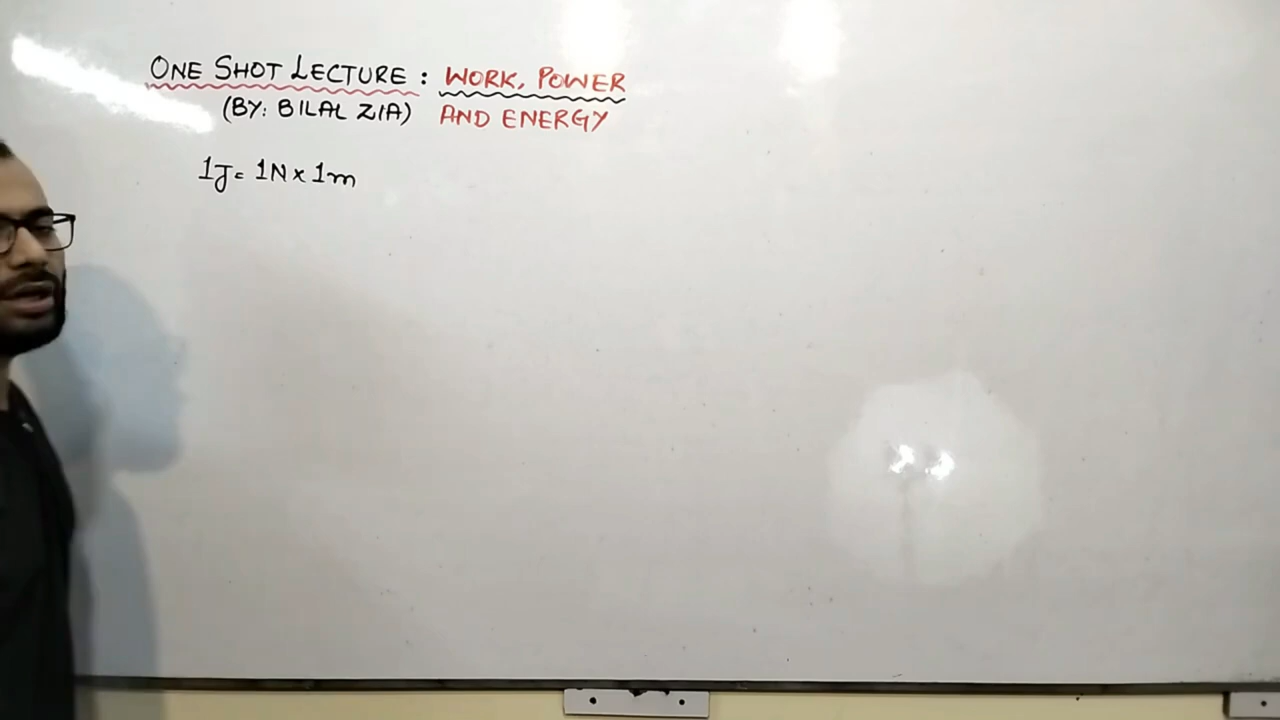 ONE SHOT LECTURE : WORK, POWER
(BY: BILAL ZIA) AND ENERGY
1J = 1N x 1m